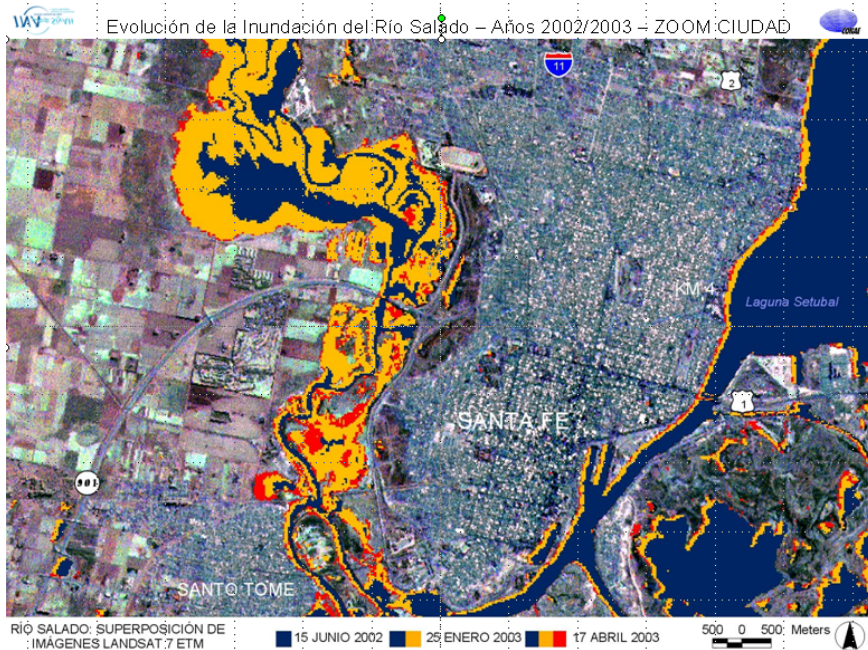 Evolución de la Inundación del Río Salado – Años 2002/2003 – ZOOM CIUDAD
CONAE
11
2
KM 4
Laguna Setubal
1
SANTA FE
SANTO TOME
RÍO SALADO: SUPERPOSICIÓN DE
IMÁGENES LANDSAT 7 ETM
15 JUNIO 2002
25 ENERO 2003
17 ABRIL 2003
500 0 500 Meters